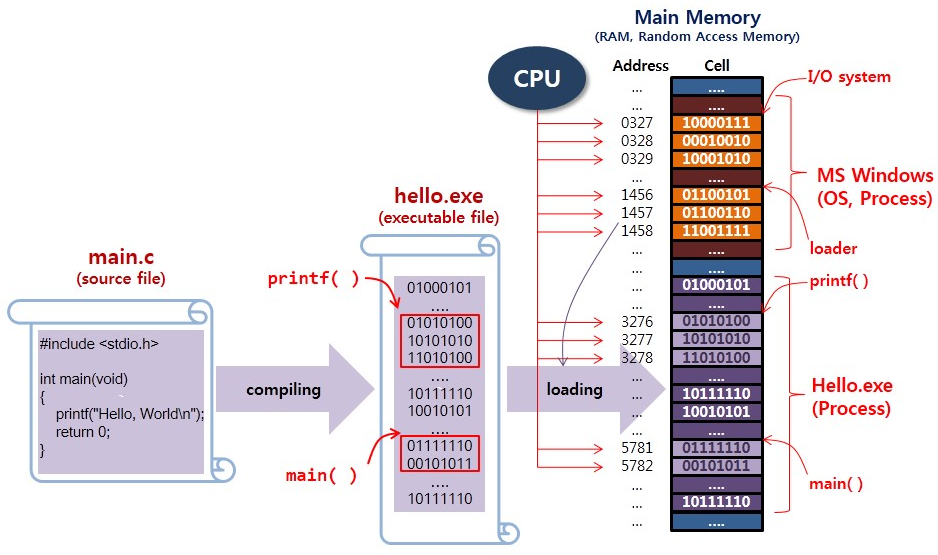 main.c
(source file)
#include <stdio.h>
int main(void)
{
printf("Hello, World\n");
return 0;
}
compiling
hello.exe
(executable file)
printf( )
main( )
01000101
....
01010100
10101010
11010100
....
10111110
10010101
....
01111110
00101011
....
10111110
loading
CPU
Main Memory
(RAM, Random Access Memory)
Address Cell
... ....
... ....
0327 10000111
0328 00010010
0329 10001010
... ....
1456 01100101
1457 01100110
1458 11001111
... ....
... ....
... 01000101
... ....
3276 01010100
3277 10101010
3278 11010100
... ....
... 10111110
... 10010101
... ....
5781 01111110
5782 00101011
... ....
... 10111110
... ....
I/O system
MS Windows
(OS, Process)
loader
printf( )
Hello.exe
(Process)
main( )